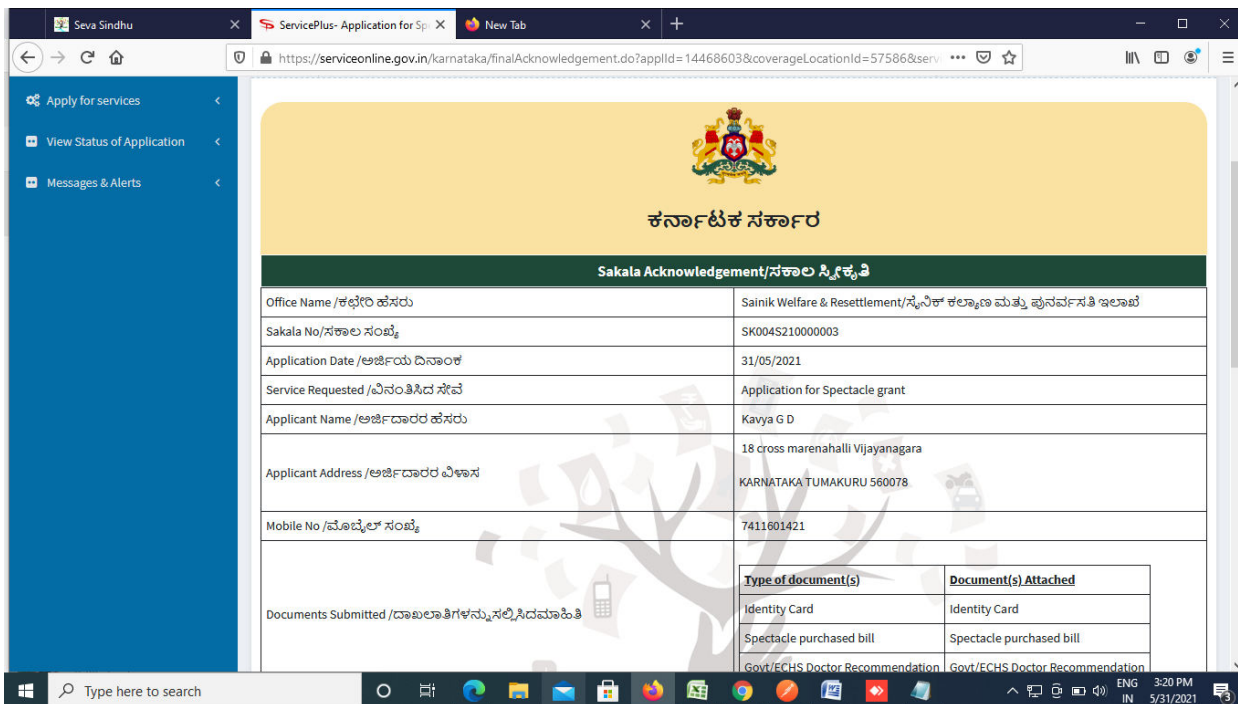 Seva Sindhu
ServicePlus- Application for Sp
New Tab
https://serviceonline.gov.in/karnataka/finalAcknowledgement.do?applId=14468603&coverageLocationId=57586&serv
Apply for services
View Status of Application
Messages & Alerts
ಕರ್ನಾಟಕ ಸರ್ಕಾರ
Sakala Acknowledgement/ಸಕಾಲ ಸ್ವೀಕೃತಿ
Office Name /ಕಛೇರಿ ಹೆಸರು Sainik Welfare & Resettlement/ಸೈನಿಕ್ ಕಲ್ಯಾಣ ಮತ್ತು ಪುನರ್ವಸತಿ ಇಲಾಖೆ
Sakala No/ಸಕಾಲ ಸಂಖ್ಯೆ SK004S210000003
Application Date /ಅರ್ಜಿಯ ದಿನಾಂಕ 31/05/2021
Service Requested /ವಿನಂತಿಸಿದ ಸೇವೆ Application for Spectacle grant
Applicant Name /ಅರ್ಜಿದಾರರ ಹೆಸರು Kavya G D
Applicant Address /ಅರ್ಜಿದಾರರ ವಿಳಾಸ
18 cross marenahalli Vijayanagara
KARNATAKA TUMAKURU 560078
Mobile No /ಮೊಬೈಲ್ ಸಂಖ್ಯೆ 7411601421
Documents Submitted /ದಾಖಲಾತಿಗಳನ್ನು ಸಲ್ಲಿಸಿದಮಾಹಿತಿ
Type of document(s) Document(s) Attached
Identity Card Identity Card
Spectacle purchased bill Spectacle purchased bill
Govt/ECHS Doctor Recommendation Govt/ECHS Doctor Recommendation
Type here to search
ENG
IN
3:20 PM
5/31/2021